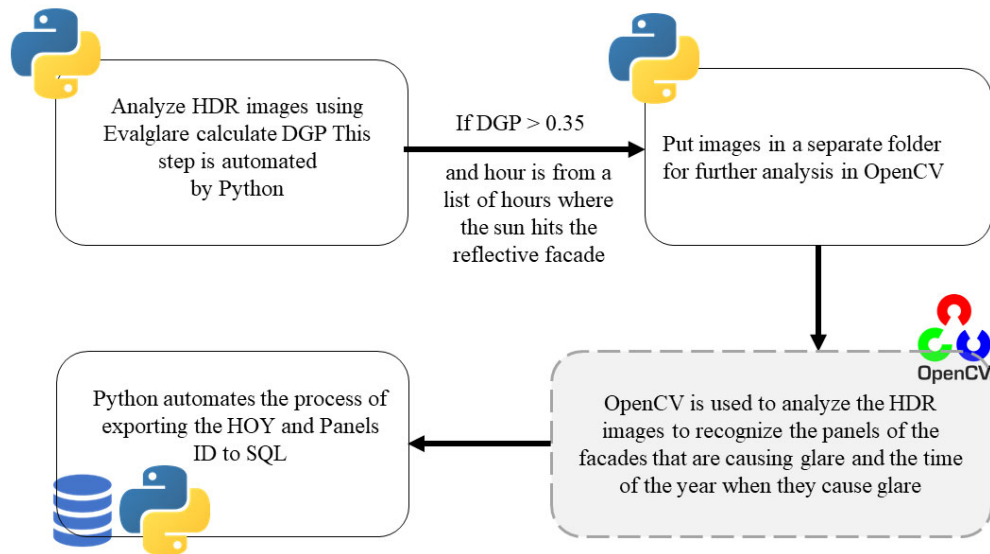 Analyze HDR images using
Evalglare calculate DGP This
step is automated
by Python
If DGP > 0.35
and hour is from a
list of hours where
the sun hits the
reflective facade
Put images in a separate folder
for further analysis in OpenCV
OpenCV
OpenCV is used to analyze the HDR
images to recognize the panels of the
facades that are causing glare and the time
of the year when they cause glare
Python automates the process of
exporting the HOY and Panels
ID to SQL